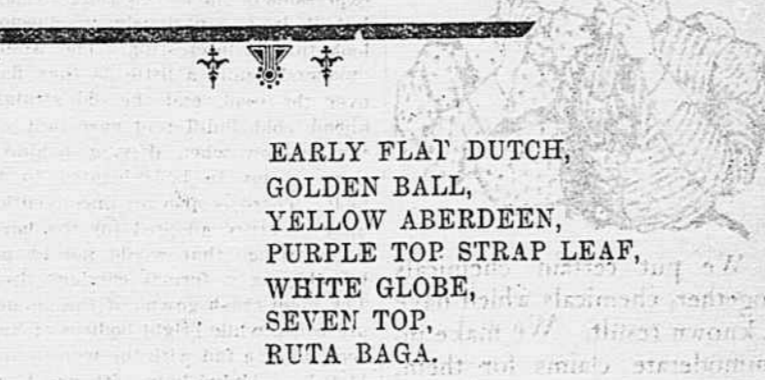 EARLY FLAT DUTCH,
GOLDEN BALL,
YELLOW ABERDEEN,
PURPLE TOP STRAP LEAF,
WHITE GLOBE,
SEVEN TOP,
RUTA BAGA.